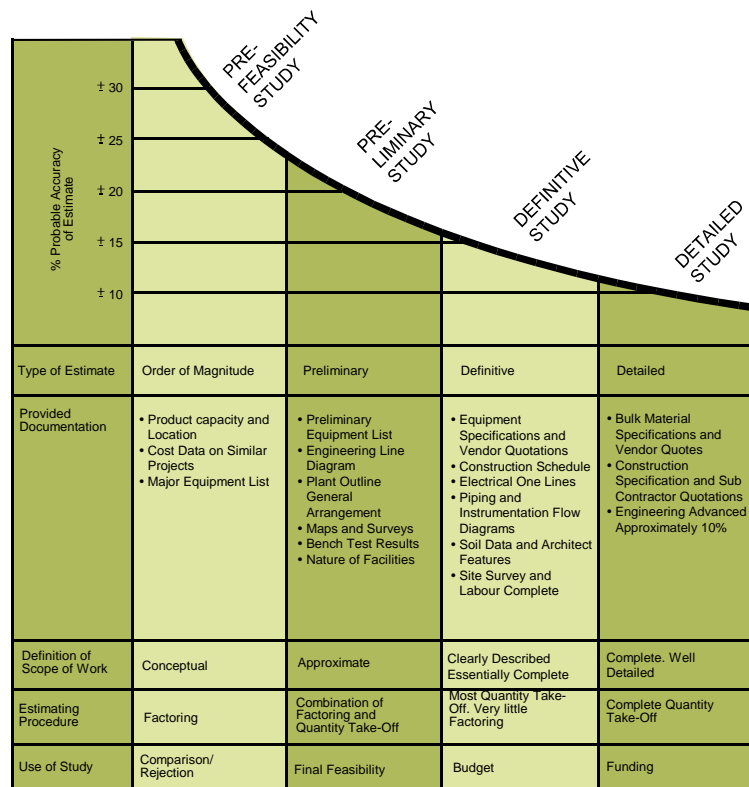 PRE-
FEASIBILITY
STUDY
PRE-
LIMINARY
STUDY
DEFINITIVE
STUDY
DETAILED
STUDY
% Probable Accuracy
of Estimate
± 30
± 25
± 20
± 15
± 10
Type of Estimate
Order of Magnitude
Preliminary
Definitive
Detailed
Provided
Documentation
• Product capacity and
Location
• Cost Data on Similar
Projects
• Major Equipment List
• Preliminary
Equipment List
• Engineering Line
Diagram
• Plant Outline
General
Arrangement
• Maps and Surveys
• Bench Test Results
• Nature of Facilities
• Equipment
Specifications and
Vendor Quotations
• Construction Schedule
• Electrical One Lines
• Piping and
Instrumentation Flow
Diagrams
• Soil Data and Architect
Features
• Site Survey and
Labour Complete
• Bulk Material
Specifications and
Vendor Quotes
• Construction
Specification and Sub
Contractor Quotations
• Engineering Advanced
Approximately 10%
Definition of
Scope of Work
Conceptual
Approximate
Clearly Described
Essentially Complete
Complete. Well
Detailed
Estimating
Procedure
Factoring
Combination of
Factoring and
Quantity Take-Off
Most Quantity Take-
Off. Very little
Factoring
Complete Quantity
Take-Off
Use of Study
Comparison/
Rejection
Final Feasibility
Budget
Funding